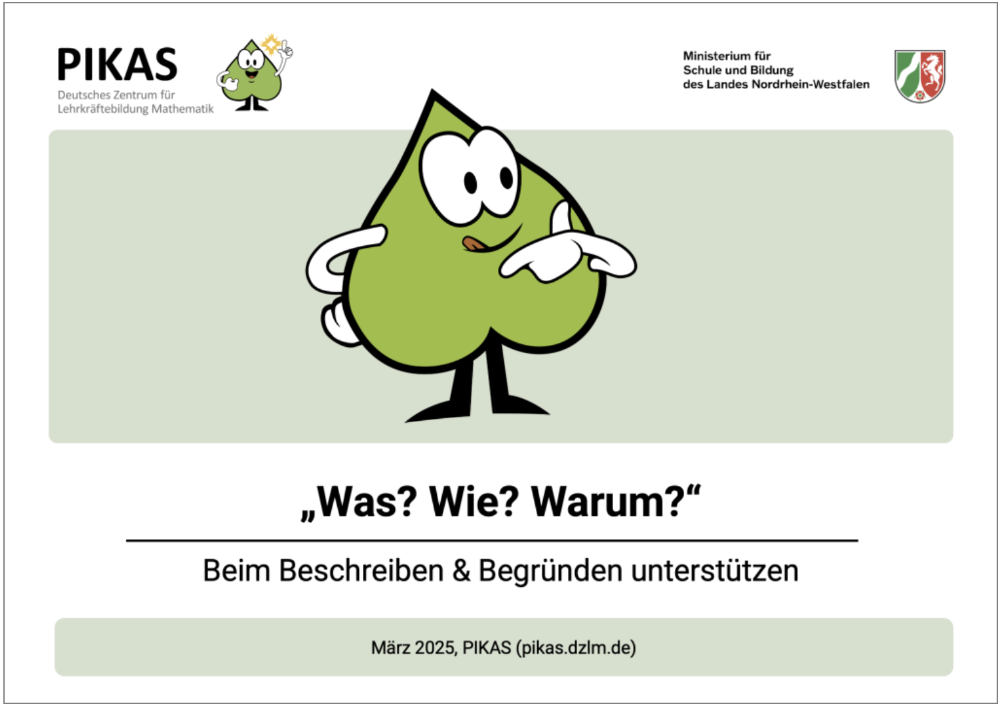 PIKAS
Deutsches Zentrum für
Lehrkräftebildung Mathematik
Ministerium für
Schule und Bildung
des Landes Nordrhein-Westfalen
„Was? Wie? Warum?“
Beim Beschreiben & Begründen unterstützen
März 2025, PIKAS (pikas.dzlm.de)